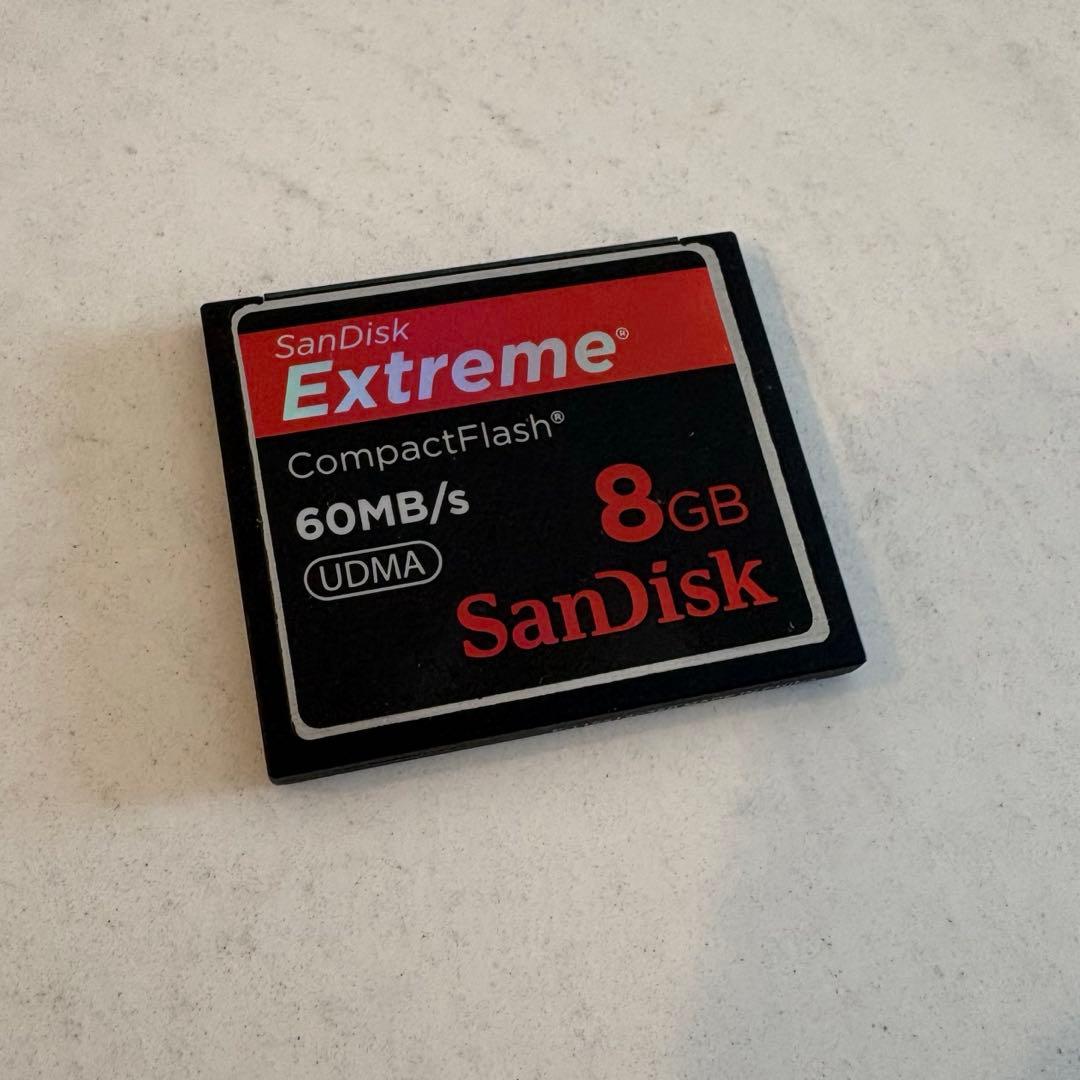 SanDisk
Extreme®
CompactFlash®
60MB/s
8GB
UDMA
SanDisk